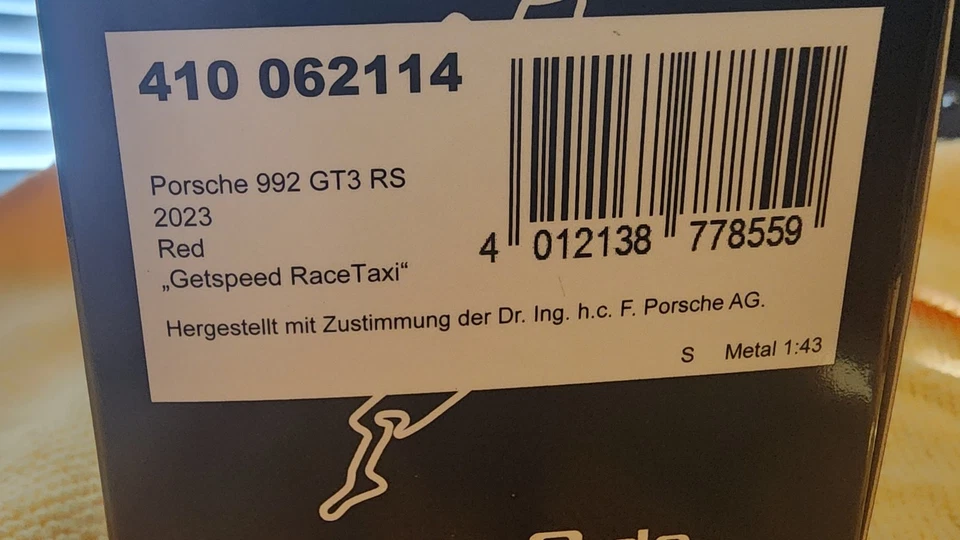 410 062114
Porsche 992 GT3 RS
2023
Red
„Getspeed RaceTaxi“
4 012138 778559
Hergestellt mit Zustimmung der Dr. Ing. h.c. F. Porsche AG.
S Metal 1:43